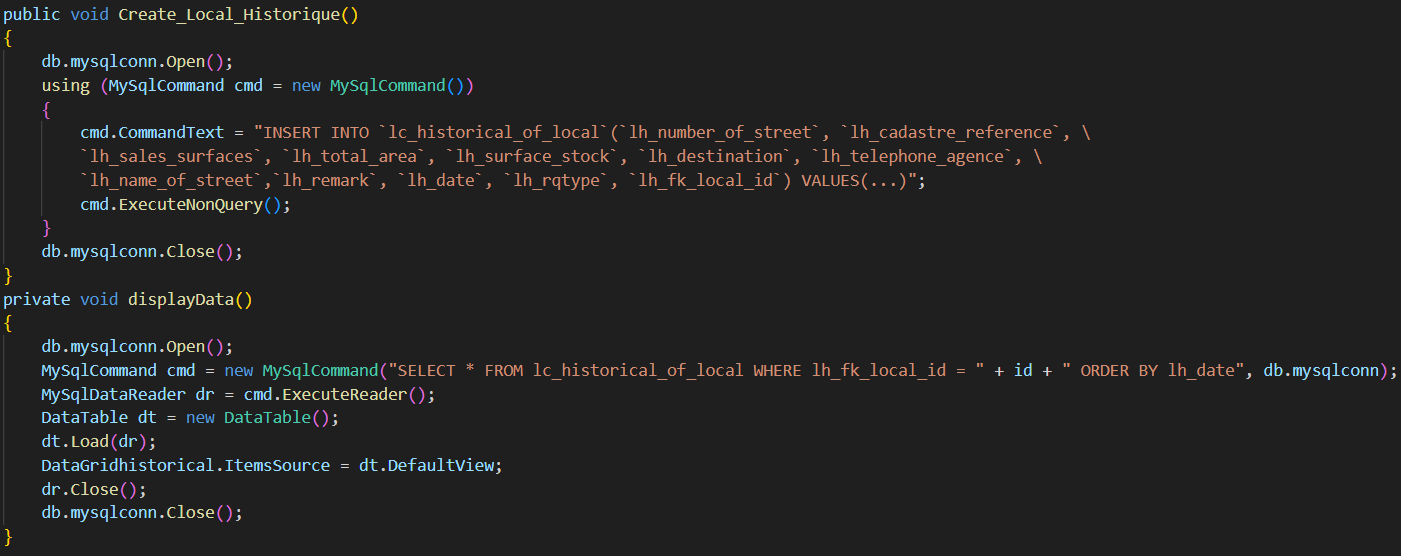 public void Create_Local_Historique()
{
    db.mysqlconn.Open();
    using (MySqlCommand cmd = new MySqlCommand())
    {
        cmd.CommandText = "INSERT INTO `lc_historical_of_local`(`lh_number_of_street`, `lh_cadastre_reference`, \
        `lh_sales_surfaces`, `lh_total_area`, `lh_surface_stock`, `lh_destination`, `lh_telephone_agence`, \
        `lh_name_of_street`,`lh_remark`, `lh_date`, `lh_rqtype`, `lh_fk_local_id`) VALUES(...)";
        cmd.ExecuteNonQuery();
    }
    db.mysqlconn.Close();
}
private void displayData()
{
    db.mysqlconn.Open();
    MySqlCommand cmd = new MySqlCommand("SELECT * FROM lc_historical_of_local WHERE lh_fk_local_id = " + id + " ORDER BY lh_date", db.mysqlconn);
    MySqlDataReader dr = cmd.ExecuteReader();
    DataTable dt = new DataTable();
    dt.Load(dr);
    DataGridhistorical.ItemsSource = dt.DefaultView;
    dr.Close();
    db.mysqlconn.Close();
}